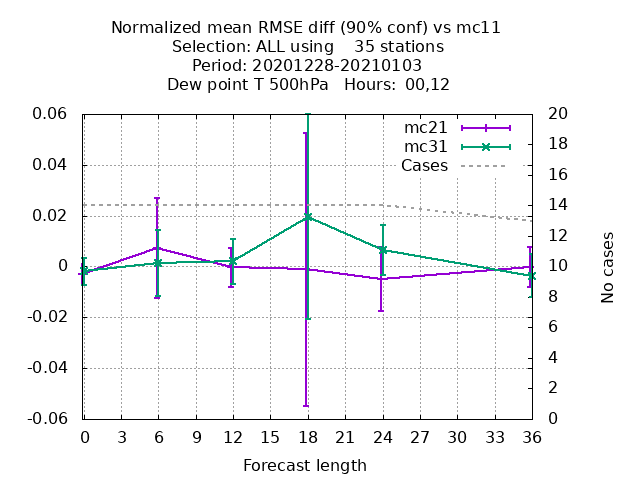 Normalized mean RMSE diff (90% conf) vs mc11
Selection: ALL using    35 stations
Period: 20201228-20210103
Dew point T 500hPa   Hours: 00,12
mc21
mc31
Cases
0.06
0.04
0.02
0
-0.02
-0.04
-0.06
20
18
16
14
12
10
8
6
4
2
0
No cases
0 3 6 9 12 15 18 21 24 27 30 33 36
Forecast length